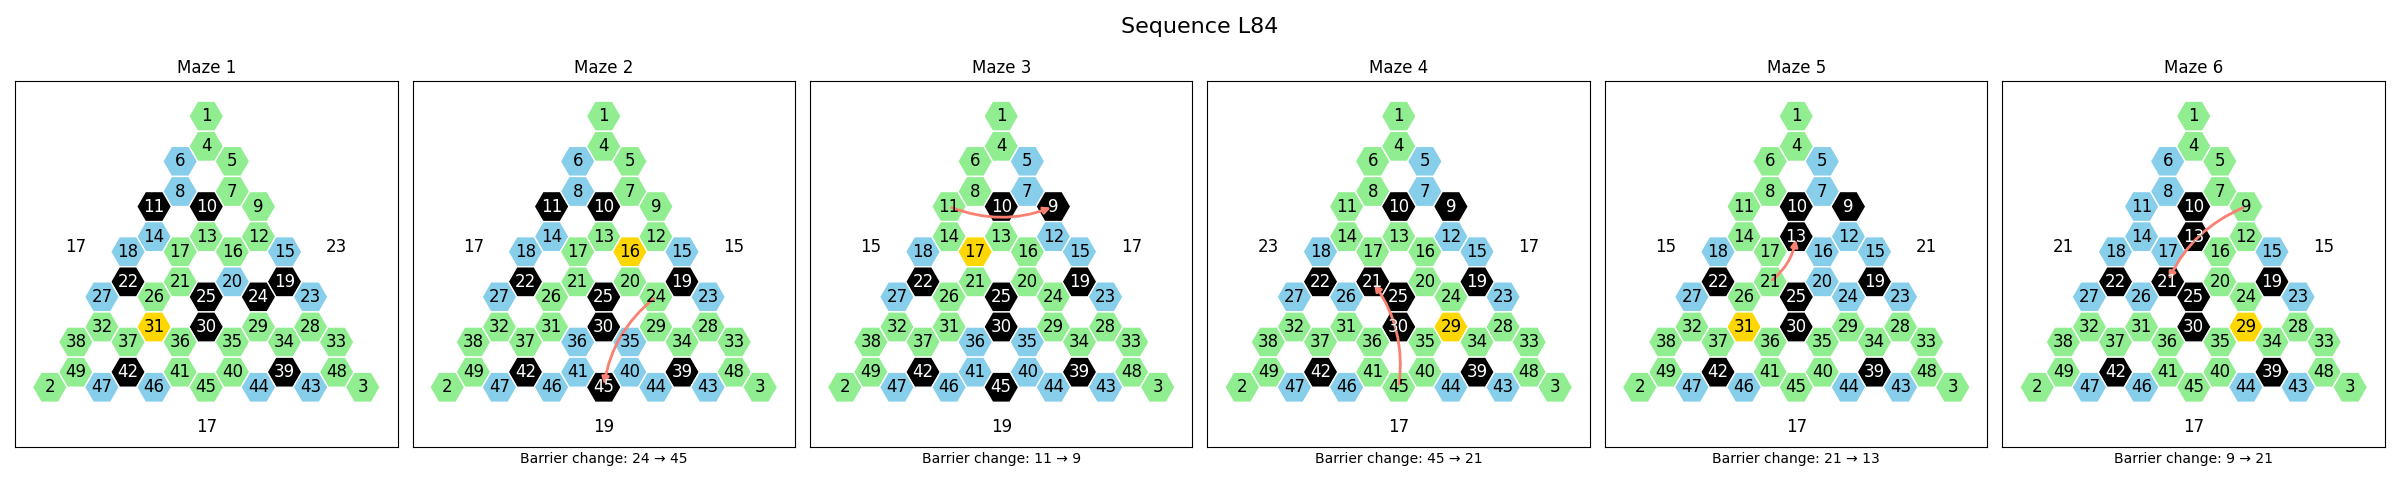 Sequence L84
Maze 1
1
4
6 5
8 7
11 10 9
14 13 12
17 18 17 16 15 23
22 21 20 19
27 26 25 24 23
32 31 30 29 28
38 37 36 35 34 33
49 42 41 40 39 48
2 47 46 45 44 43 3
17
Maze 2
1
4
6 5
8 7
11 10 9
14 13 12
17 18 17 16 15 15
22 21 20 19
27 26 25 24 23
32 31 30 29 28
38 37 36 35 34 33
49 42 41 40 39 48
2 47 46 45 44 43 3
19
Barrier change: 24 → 45
Maze 3
1
4
6 5
8 7
11 10 9
14 13 12
15 18 17 16 15 17
22 21 20 19
27 26 25 24 23
32 31 30 29 28
38 37 36 35 34 33
49 42 41 40 39 48
2 47 46 45 44 43 3
19
Barrier change: 11 → 9
Maze 4
1
4
6 5
8 7
11 10 9
14 13 12
23 18 17 16 15 17
22 21 20 19
27 26 25 24 23
32 31 30 29 28
38 37 36 35 34 33
49 42 41 40 39 48
2 47 46 45 44 43 3
17
Barrier change: 45 → 21
Maze 5
1
4
6 5
8 7
11 10 9
14 13 12
15 18 17 16 15 21
22 21 20 19
27 26 25 24 23
32 31 30 29 28
38 37 36 35 34 33
49 42 41 40 39 48
2 47 46 45 44 43 3
17
Barrier change: 21 → 13
Maze 6
1
4
6 5
8 7
11 10 9
14 13 12
21 18 17 16 15 15
22 21 20 19
27 26 25 24 23
32 31 30 29 28
38 37 36 35 34 33
49 42 41 40 39 48
2 47 46 45 44 43 3
17
Barrier change: 9 → 21